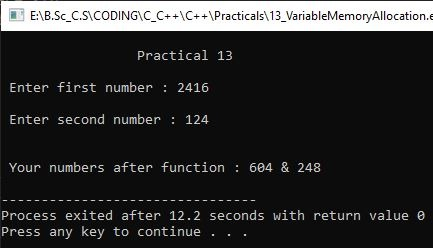 E:\B.Sc_C.S\CODING\C_C++\C++\Practicals\13_VariableMemoryAllocation.e
Practical 13
Enter first number : 2416
Enter second number : 124
Your numbers after function : 604 & 248
--------------------------------
Process exited after 12.2 seconds with return value 0
Press any key to continue . . .